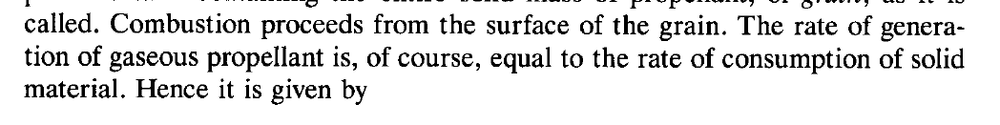 called. Combustion proceeds from the surface of the grain. The rate of genera-
tion of gaseous propellant is, of course, equal to the rate of consumption of solid
material. Hence it is given by